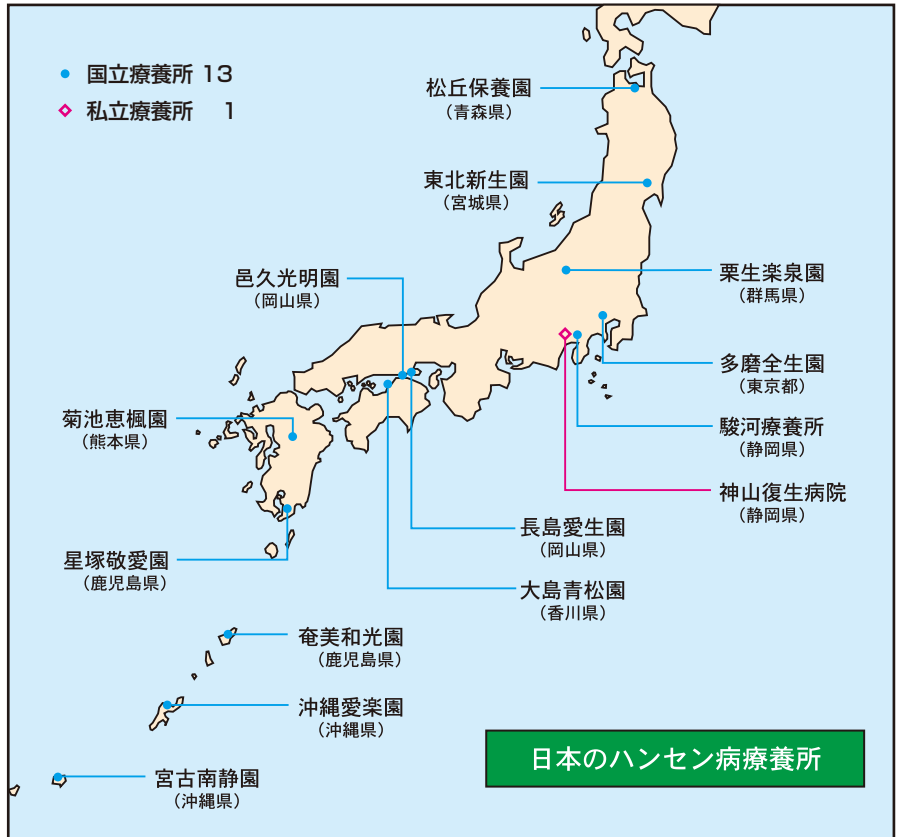 国立療養所 13
私立療養所 1
松丘保養園
（青森県）
東北新生園
（宮城県）
栗生楽泉園
（群馬県）
邑久光明園
（岡山県）
多磨全生園
（東京都）
菊池恵楓園
（熊本県）
駿河療養所
（静岡県）
神山復生病院
（静岡県）
長島愛生園
（岡山県）
星塚敬愛園
（鹿児島県）
大島青松園
（香川県）
奄美和光園
（鹿児島県）
沖縄愛楽園
（沖縄県）
宮古南静園
（沖縄県）
日本のハンセン病療養所